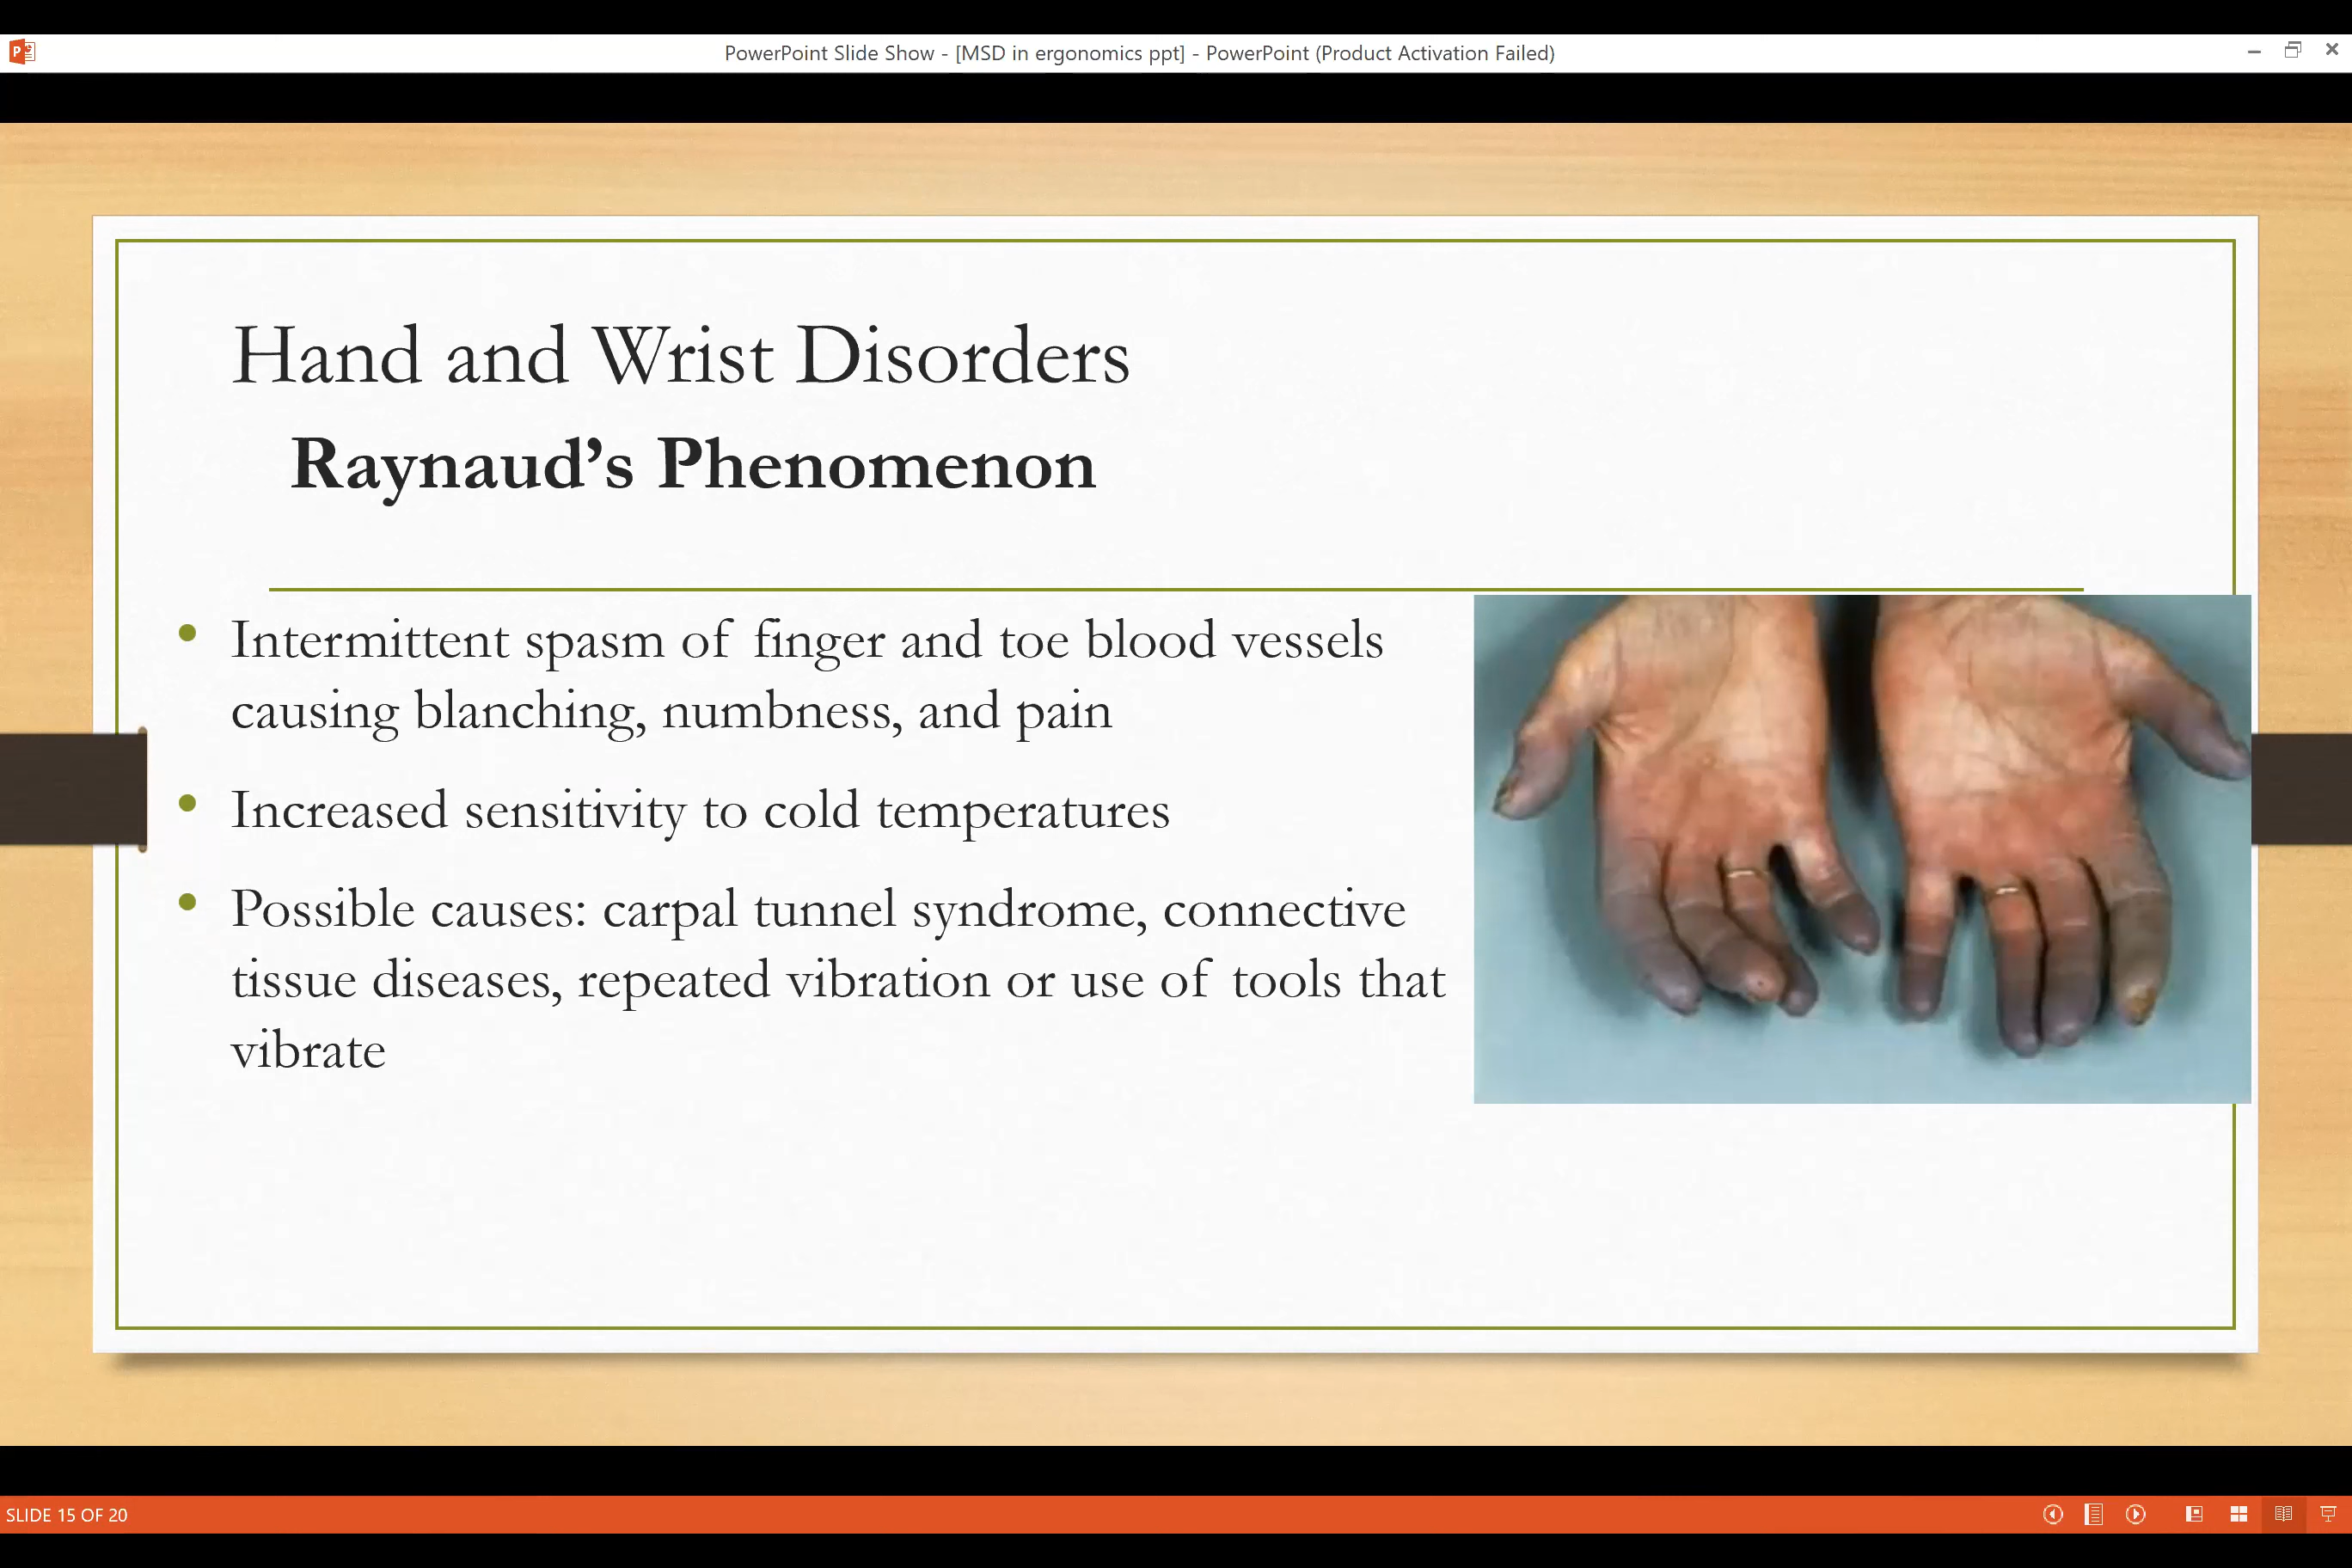 PowerPoint Slide Show - [MSD in ergonomics ppt] - PowerPoint (Product Activation Failed)
Hand and Wrist Disorders
Raynaud’s Phenomenon
• Intermittent spasm of finger and toe blood vessels
causing blanching, numbness, and pain
• Increased sensitivity to cold temperatures
• Possible causes: carpal tunnel syndrome, connective
tissue diseases, repeated vibration or use of tools that
vibrate
SLIDE 15 OF 20